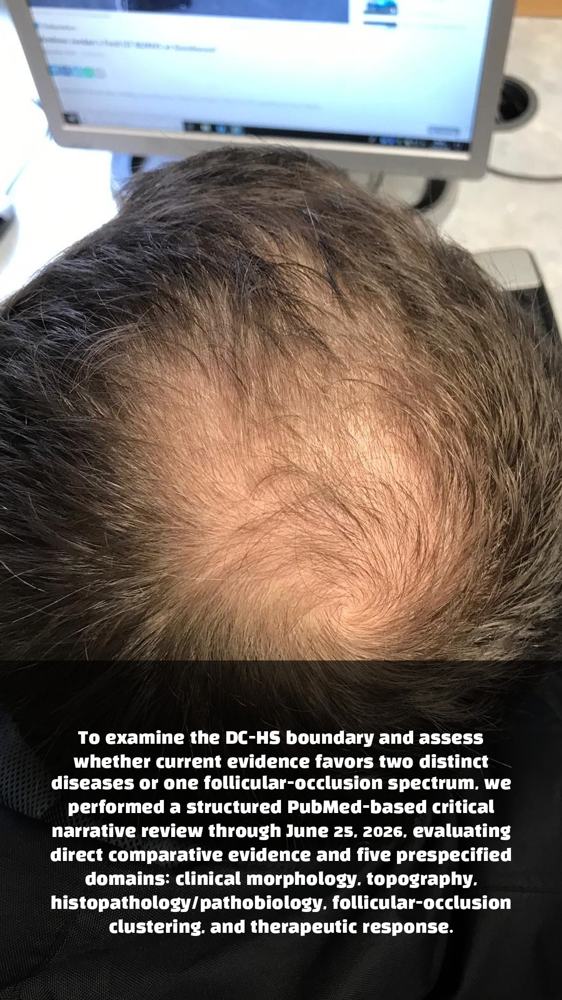 To examine the DC-HS boundary and assess
whether current evidence favors two distinct
diseases or one follicular-occlusion spectrum, we
performed a structured PubMed-based critical
narrative review through June 25, 2026, evaluating
direct comparative evidence and five prespecified
domains: clinical morphology, topography,
histopathology/pathobiology, follicular-occlusion
clustering, and therapeutic response.